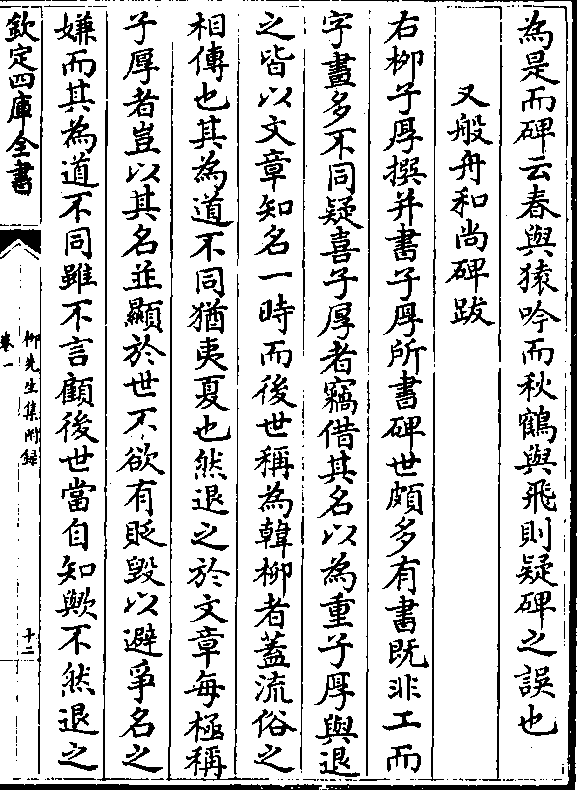 為是而碑云春與猿吟而秋鶴與飛則疑碑之誤也
又般舟和尚碑跋
右柳子厚撰并書子厚所書碑世頗多有書既非工而
字畫多不同疑喜子厚者竊借其名以為重子厚與退
之皆以文章知名一時而後世稱為韓柳者蓋流俗之
相傳也其為道不同猶夷夏也然退之於文章每極稱
子厚者豈以其名並顯於世不欲有貶毀以避爭名之
嫌而其為道不同雖不言顧後世當自知歟不然退之
欽定四庫全書
柳先生集附録
卷一
十二